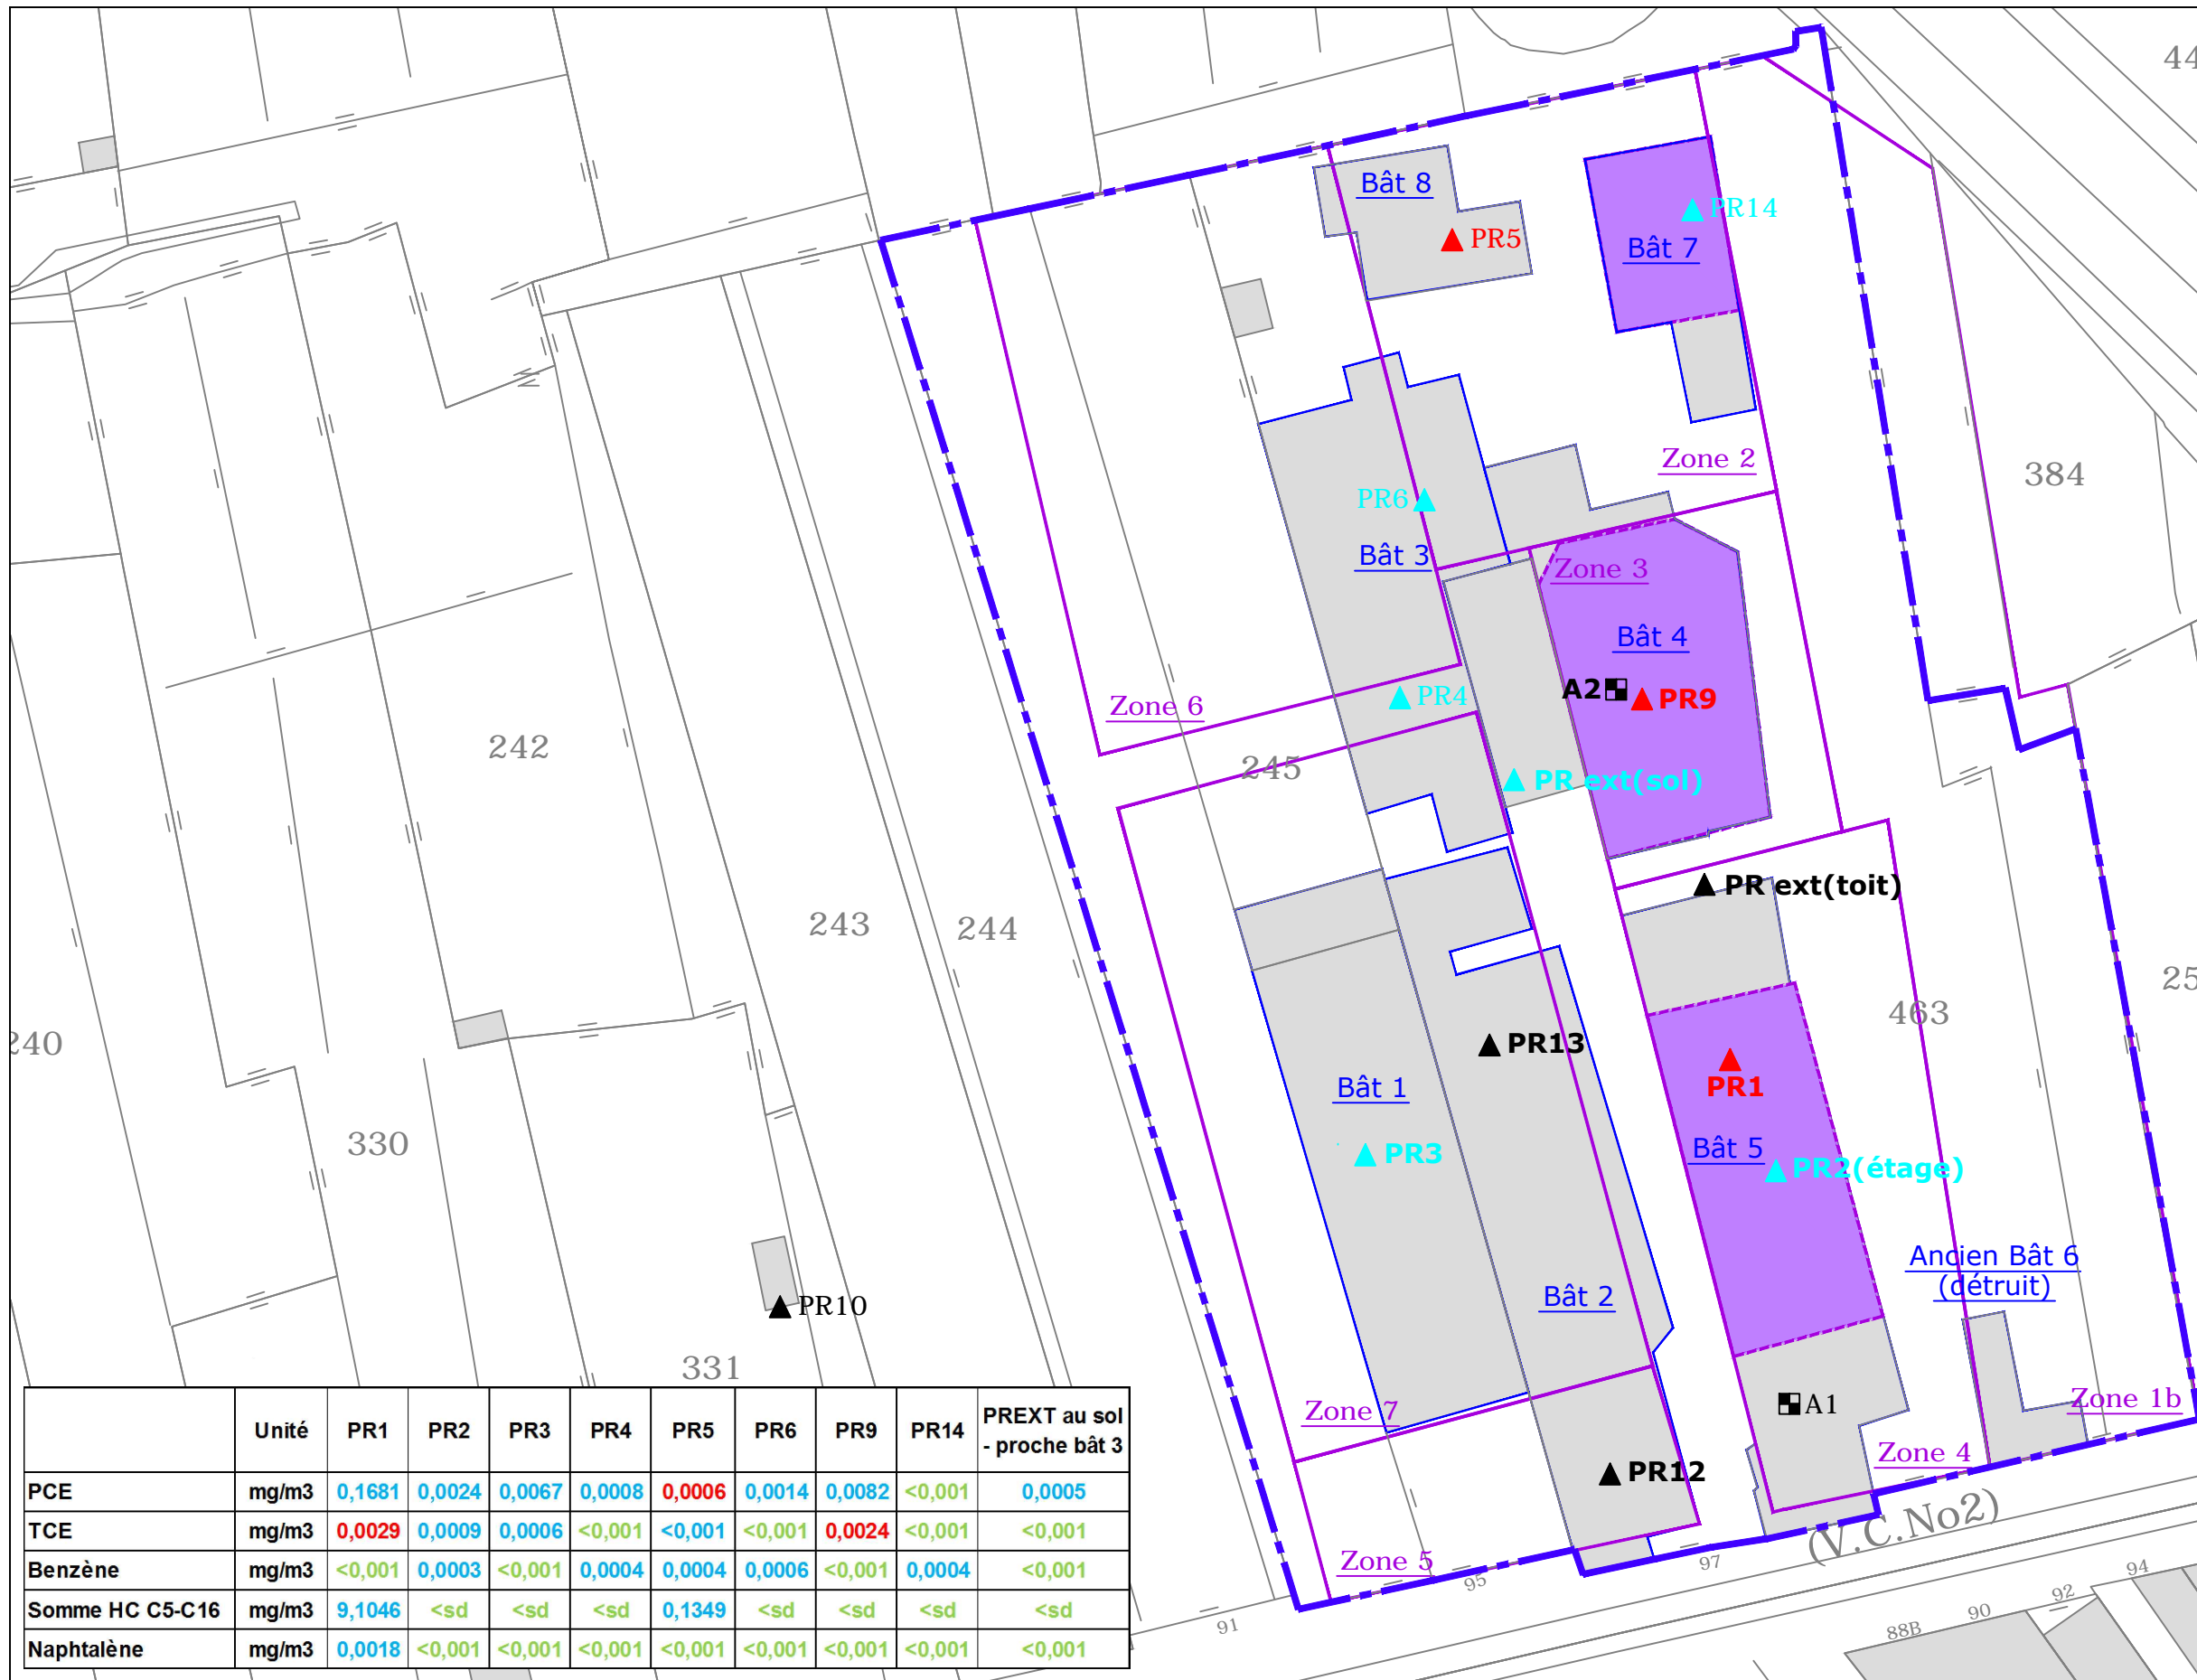 44
Bât 8
PR14
PR5
Bât 7
Zone 2
384
PR6
Bât 3
Zone 3
Bât 4
A2
PR9
PR4
Zone 6
242
245
PR ext(sol)
PR ext(toit)
243
244
25
463
240
PR13
PR1
Bât 1
330
Bât 5
PR3
PR2(étage)
Ancien Bât 6
(détruit)
Bât 2
PR10
331
Zone 7
A1
Zone 1b
Zone 4
PR12
(V.C.No2)
Zone 5
95
97
94
92
90
88B
91
Unité PR1 PR2 PR3 PR4 PR5 PR6 PR9 PR14 PREXT au sol
- proche bât 3
PCE mg/m3 0,1681 0,0024 0,0067 0,0008 0,0006 0,0014 0,0082 <0,001 0,0005
TCE mg/m3 0,0029 0,0009 0,0006 <0,001 <0,001 <0,001 0,0024 <0,001 <0,001
Benzène mg/m3 <0,001 0,0003 <0,001 0,0004 0,0004 0,0006 <0,001 0,0004 <0,001
Somme HC C5-C16 mg/m3 9,1046 <sd <sd <sd 0,1349 <sd <sd <sd <sd
Naphtalène mg/m3 0,0018 <0,001 <0,001 <0,001 <0,001 <0,001 <0,001 <0,001 <0,001